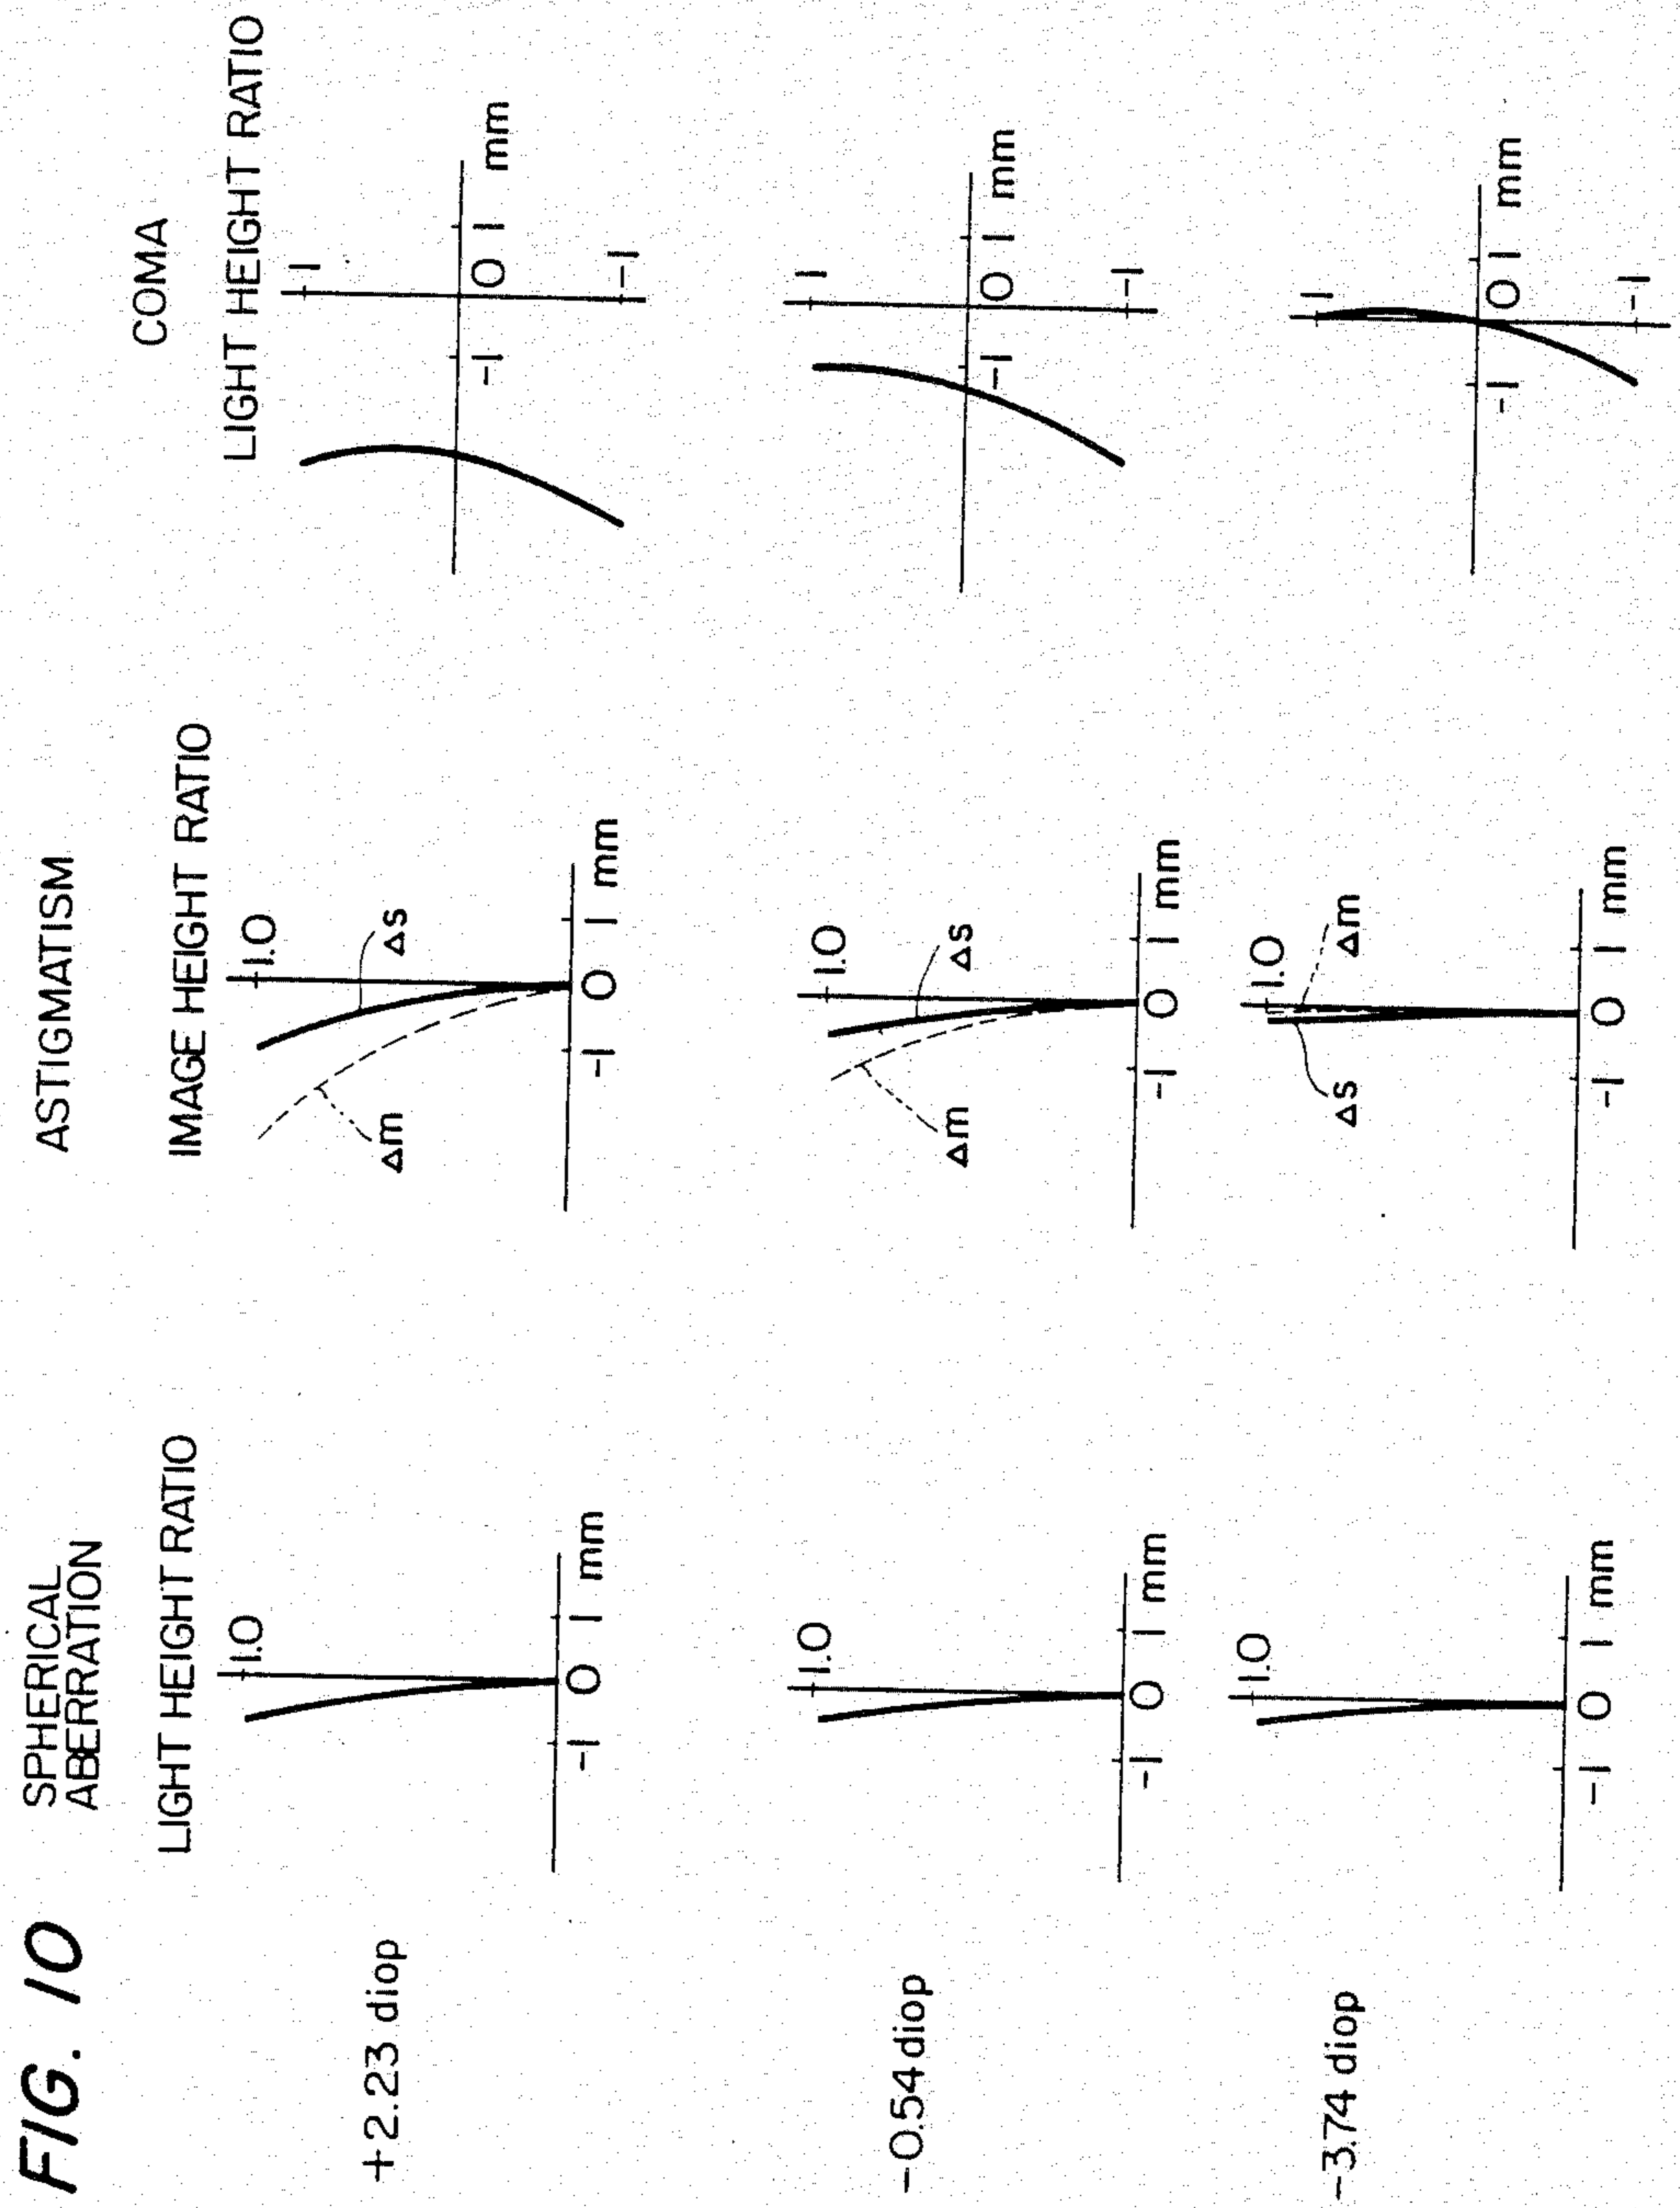 FIG. 10
SPHERICAL
ABERRATION
ASTIGMATISM
COMA
LIGHT HEIGHT RATIO
IMAGE HEIGHT RATIO
LIGHT HEIGHT RATIO
+2.23 diop
1.0
-1 0 1 mm
1.0
Δs
Δm
-1 0 1 mm
1
-1 0 1 mm
-1
-0.54 diop
1.0
-1 0 1 mm
1.0
Δs
Δm
-1 0 1 mm
1
-1 0 1 mm
-1
-3.74 diop
1.0
-1 0 1 mm
1.0
Δs
Δm
-1 0 1 mm
1
-1 0 1 mm
-1